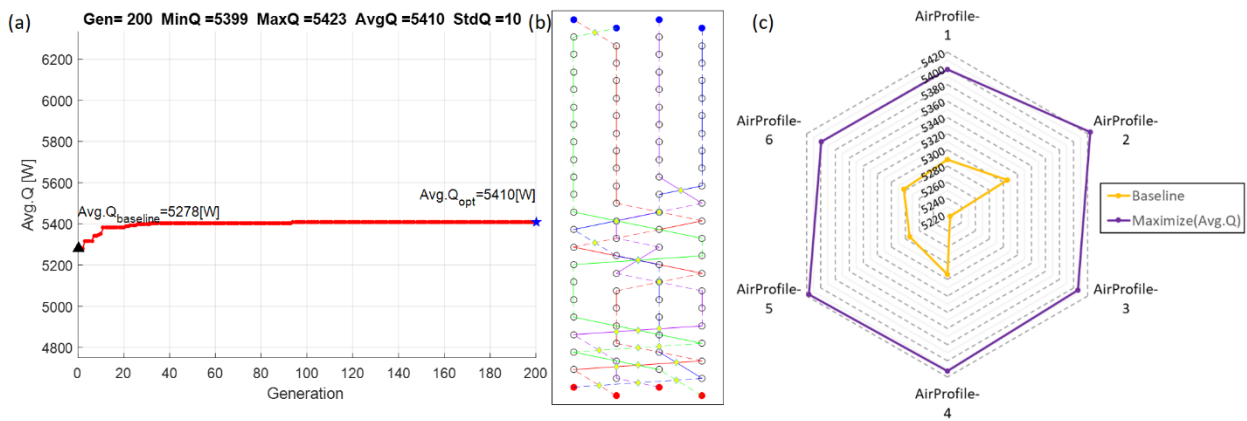 (a)
Gen= 200 MinQ =5399 MaxQ =5423 AvgQ =5410 StdQ =10
6200
6000
5800
5600
5400
5200
5000
4800
Avg.Q [W]
Avg.Qbaseline=5278[W]
Avg.Qopt=5410[W]
0 20 40 60 80 100 120 140 160 180 200
Generation
(b)
(c)
AirProfile-
1
AirProfile-
2
AirProfile-
3
AirProfile-
4
AirProfile-
5
AirProfile-
6
5420
5400
5380
5360
5340
5320
5300
5280
5260
5240
5220
Baseline
Maximize(Avg.Q)